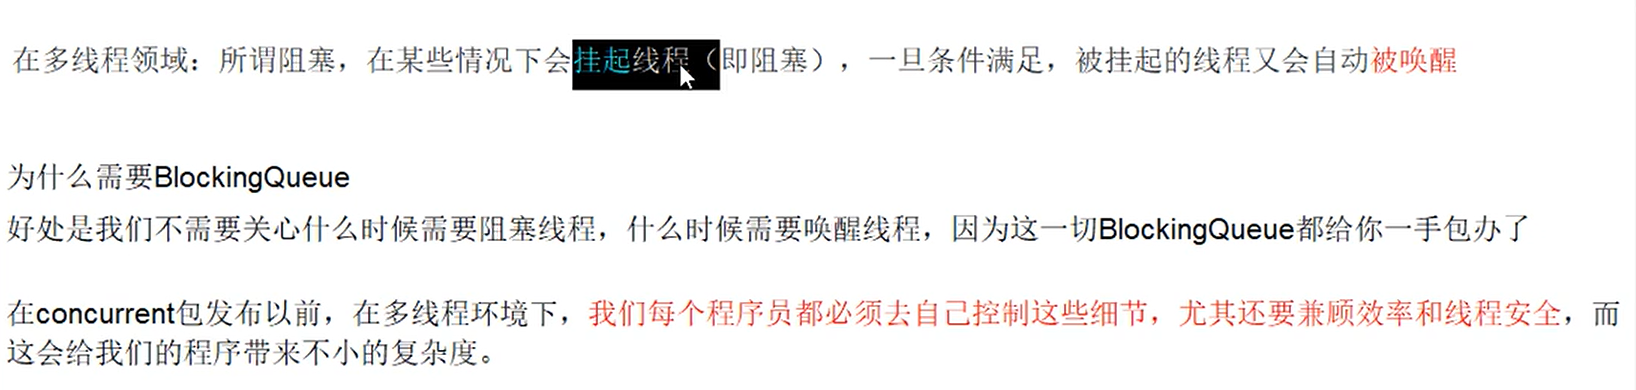 在多线程领域：所谓阻塞，在某些情况下会挂起线程（即阻塞），一旦条件满足，被挂起的线程又会自动被唤醒
为什么需要BlockingQueue
好处是我们不需要关心什么时候需要阻塞线程，什么时候需要唤醒线程，因为这一切BlockingQueue都给你一手包办了
在concurrent包发布以前，在多线程环境下，我们每个程序员都必须去自己控制这些细节，尤其还要兼顾效率和线程安全，而
这会给我们的程序带来不小的复杂度。